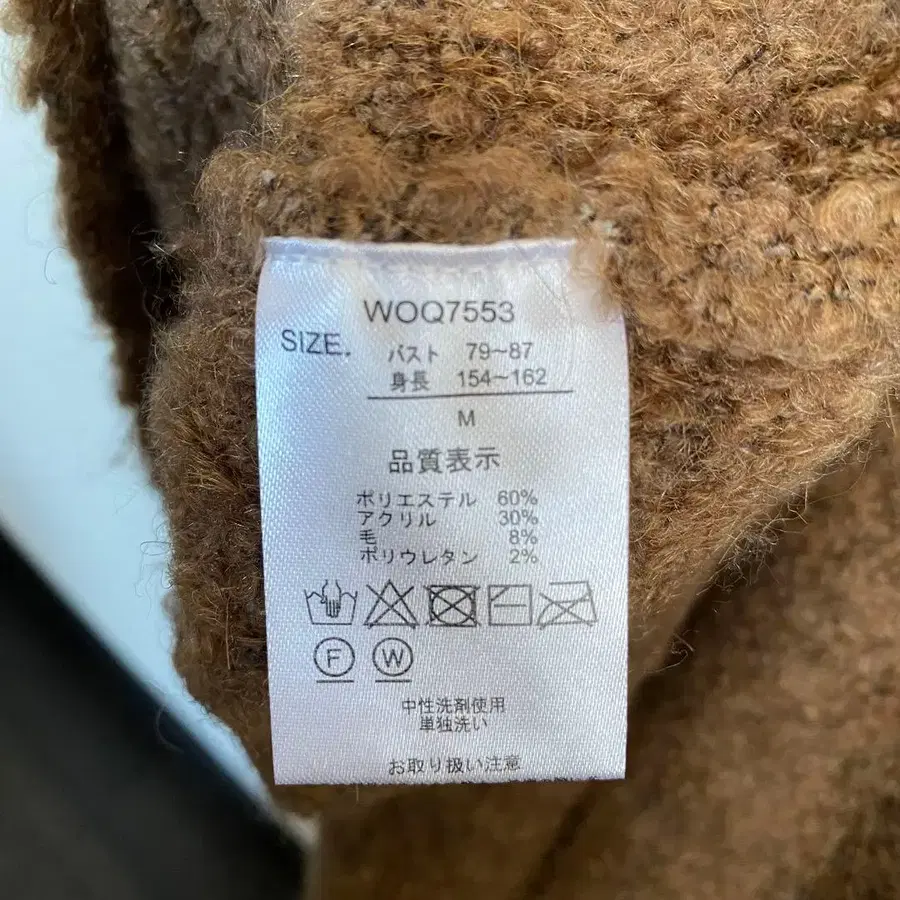 WOQ7553
SIZE. バスト 79~87
身長 154~162
M
品質表示
ポリエステル 60%
アクリル 30%
毛 8%
ポリウレタン 2%
F W
中性洗剤使用
単独洗い
お取り扱い注意